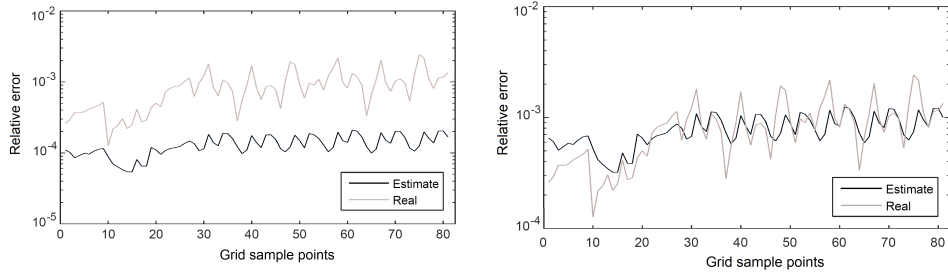 10-2
10-3
10-4
10-5
Relative error
0 10 20 30 40 50 60 70 80
Grid sample points
Estimate
Real
10-2
10-3
10-4
Relative error
0 10 20 30 40 50 60 70 80
Grid sample points
Estimate
Real